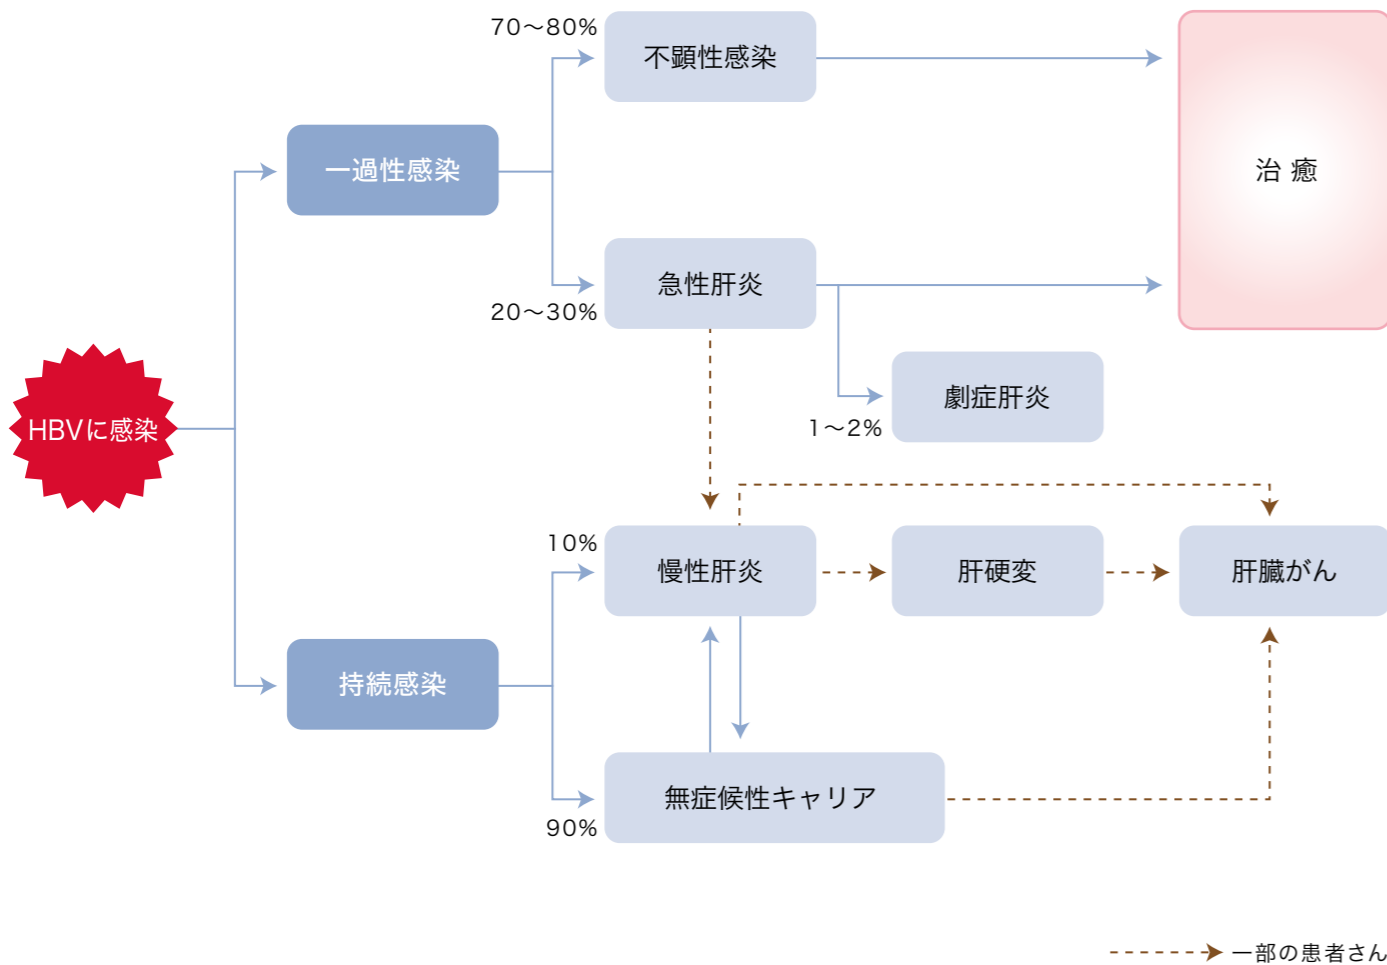 70～80%
不顕性感染
一過性感染
治 癒
急性肝炎
20～30%
劇症肝炎
1～2%
HBVに感染
10%
慢性肝炎
肝硬変
肝臓がん
持続感染
無症候性キャリア
90%
一部の患者さん